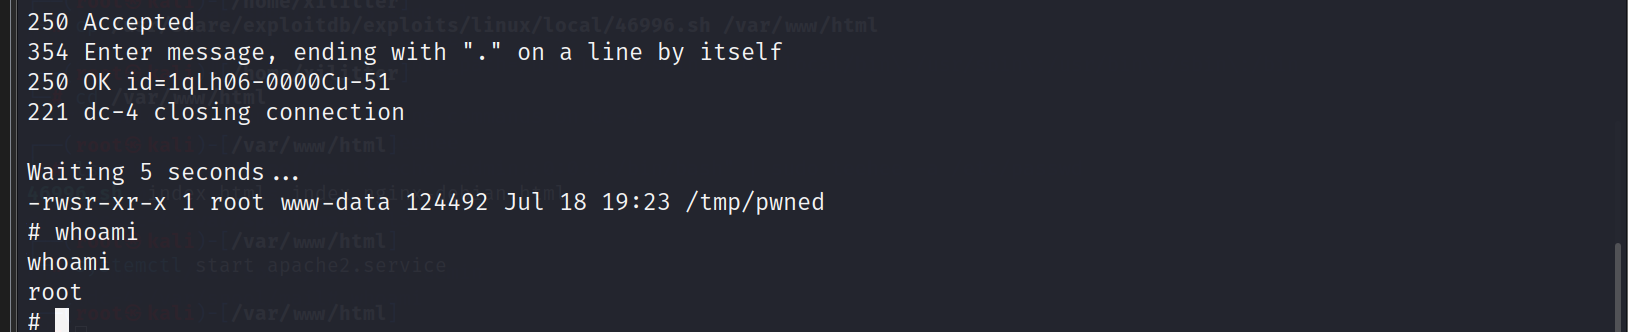 250 Accepted
354 Enter message, ending with "." on a line by itself
250 OK id=1qLh06-0000Cu-51
221 dc-4 closing connection
Waiting 5 seconds...
-rwsr-xr-x 1 root www-data 124492 Jul 18 19:23 /tmp/pwned
# whoami
whoami
root
#